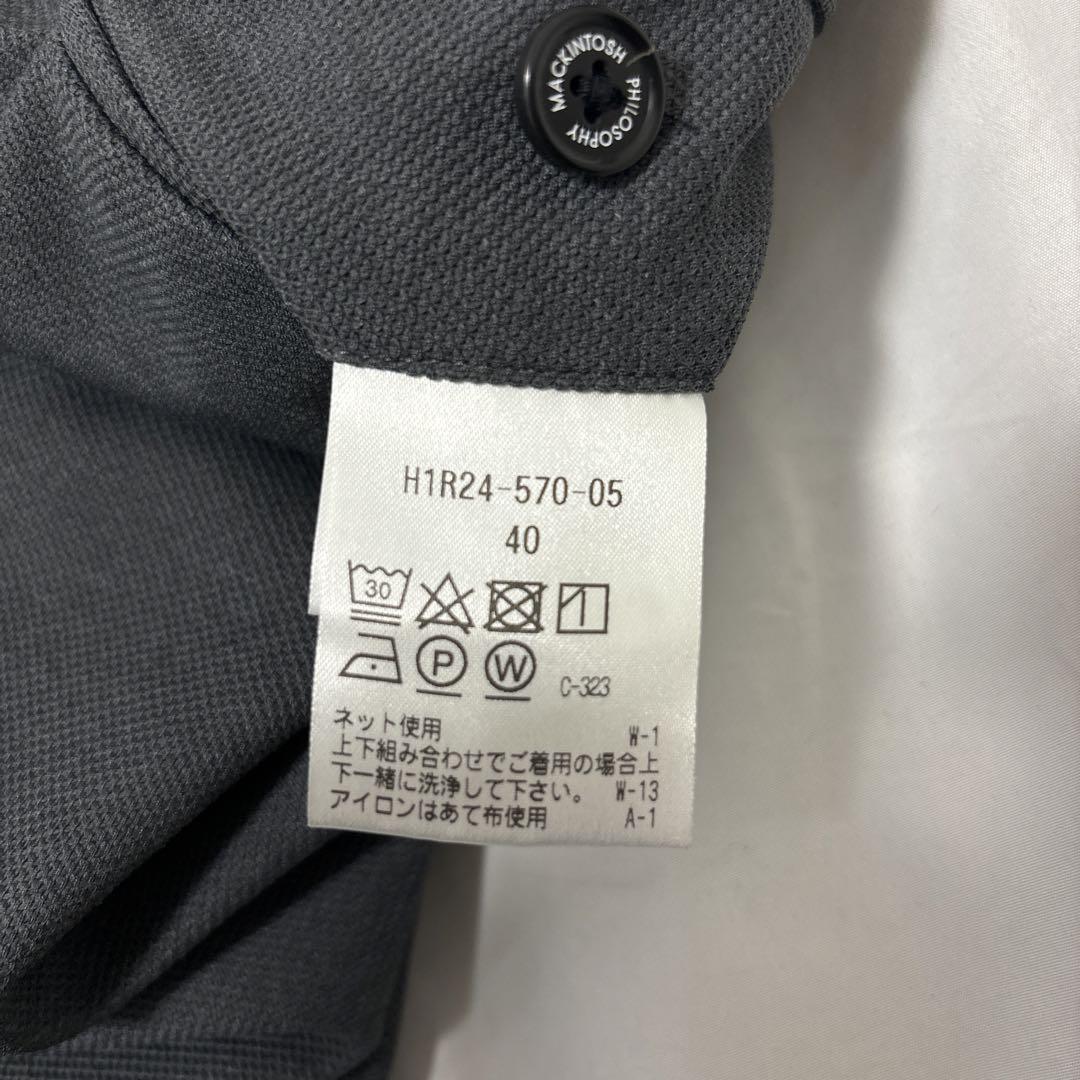 MACKINTOSH PHILOSOPHY
H1R24-570-05
40
30
P W C-323
ネット使用 W-1
上下組み合わせでご着用の場合上
下一緒に洗浄して下さい。 W-13
アイロンはあて布使用 A-1